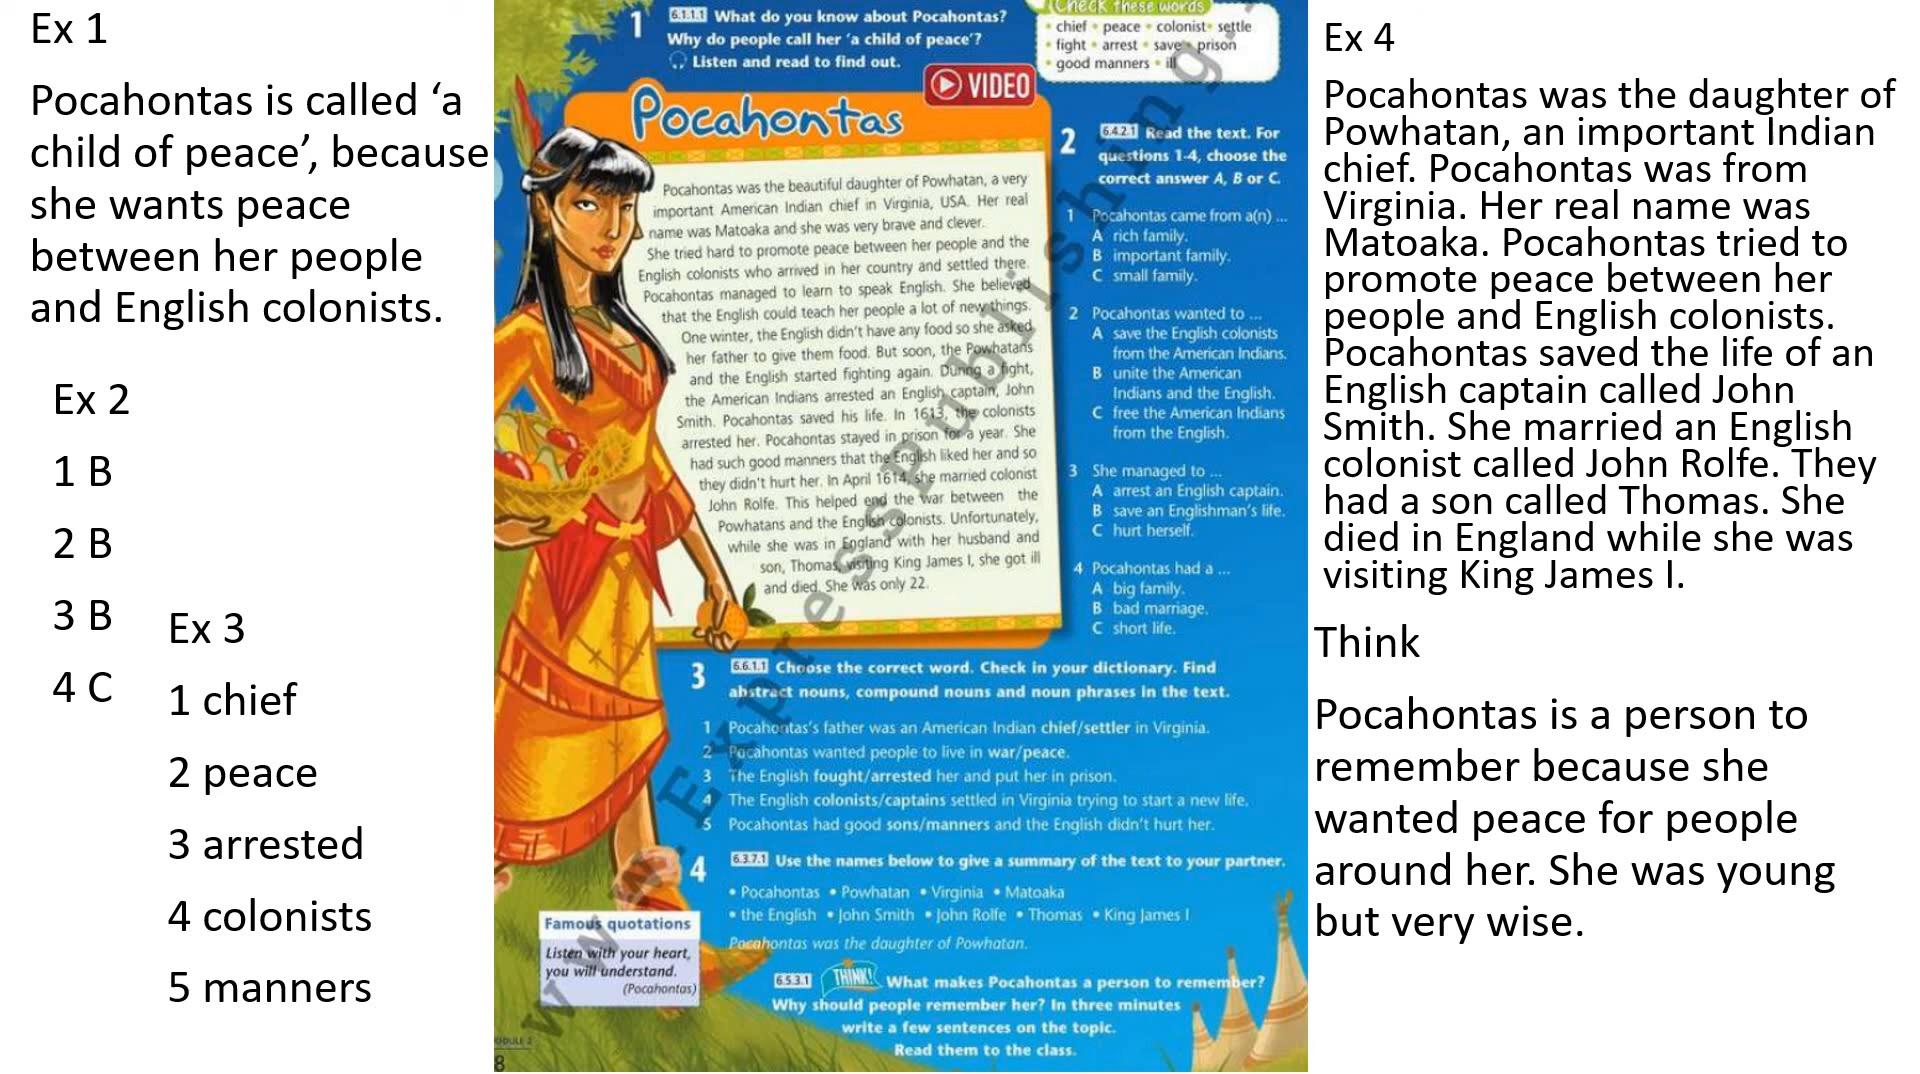 Ex 1
Pocahontas is called ‘a
child of peace’, because
she wants peace
between her people
and English colonists.
Ex 2
1 B
2 B
3 B
4 C
Ex 3
1 chief
2 peace
3 arrested
4 colonists
5 manners
1 6.1.1.1 What do you know about Pocahontas?
Why do people call her ‘a child of peace’?
Listen and read to find out.
Check these words
• chief • peace • colonist • settle
• fight • arrest • save • prison
• good manners • ill
VIDEO
Pocahontas
Pocahontas was the beautiful daughter of Powhatan, a very
important American Indian chief in Virginia, USA. Her real
name was Matoaka and she was very brave and clever.
She tried hard to promote peace between her people and the
English colonists who arrived in her country and settled there.
Pocahontas managed to learn to speak English. She believed
that the English could teach her people a lot of new things.
One winter, the English didn't have any food so she asked
her father to give them food. But soon, the Powhatans
and the English started fighting again. During a fight,
the American Indians arrested an English captain, John
Smith. Pocahontas saved his life. In 1613, the colonists
arrested her. Pocahontas stayed in prison for a year. She
had such good manners that the English liked her and so
they didn't hurt her. In April 1614, she married colonist
John Rolfe. This helped end the war between the
Powhatans and the English colonists. Unfortunately,
while she was in England with her husband and
son, Thomas, visiting King James I, she got ill
and died. She was only 22.
2 6.4.2.1 Read the text. For
questions 1-4, choose the
correct answer A, B or C.
1 Pocahontas came from a(n) ...
A rich family.
B important family.
C small family.
2 Pocahontas wanted to ...
A save the English colonists
from the American Indians.
B unite the American
Indians and the English.
C free the American Indians
from the English.
3 She managed to ...
A arrest an English captain.
B save an Englishman's life.
C hurt herself.
4 Pocahontas had a ...
A big family.
B bad marriage.
C short life.
3 6.6.1.1 Choose the correct word. Check in your dictionary. Find
abstract nouns, compound nouns and noun phrases in the text.
1 Pocahontas's father was an American Indian chief/settler in Virginia.
2 Pocahontas wanted people to live in war/peace.
3 The English fought/arrested her and put her in prison.
4 The English colonists/captains settled in Virginia trying to start a new life.
5 Pocahontas had good sons/manners and the English didn't hurt her.
4 6.3.7.1 Use the names below to give a summary of the text to your partner.
• Pocahontas • Powhatan • Virginia • Matoaka
• the English • John Smith • John Rolfe • Thomas • King James I
Pocahontas was the daughter of Powhatan.
Famous quotations
Listen with your heart,
you will understand.
(Pocahontas)
6.5.3.1 THINK! What makes Pocahontas a person to remember?
Why should people remember her? In three minutes
write a few sentences on the topic.
Read them to the class.
8
www.Expresspublishing.
Ex 4
Pocahontas was the daughter of
Powhatan, an important Indian
chief. Pocahontas was from
Virginia. Her real name was
Matoaka. Pocahontas tried to
promote peace between her
people and English colonists.
Pocahontas saved the life of an
English captain called John
Smith. She married an English
colonist called John Rolfe. They
had a son called Thomas. She
died in England while she was
visiting King James I.
Think
Pocahontas is a person to
remember because she
wanted peace for people
around her. She was young
but very wise.